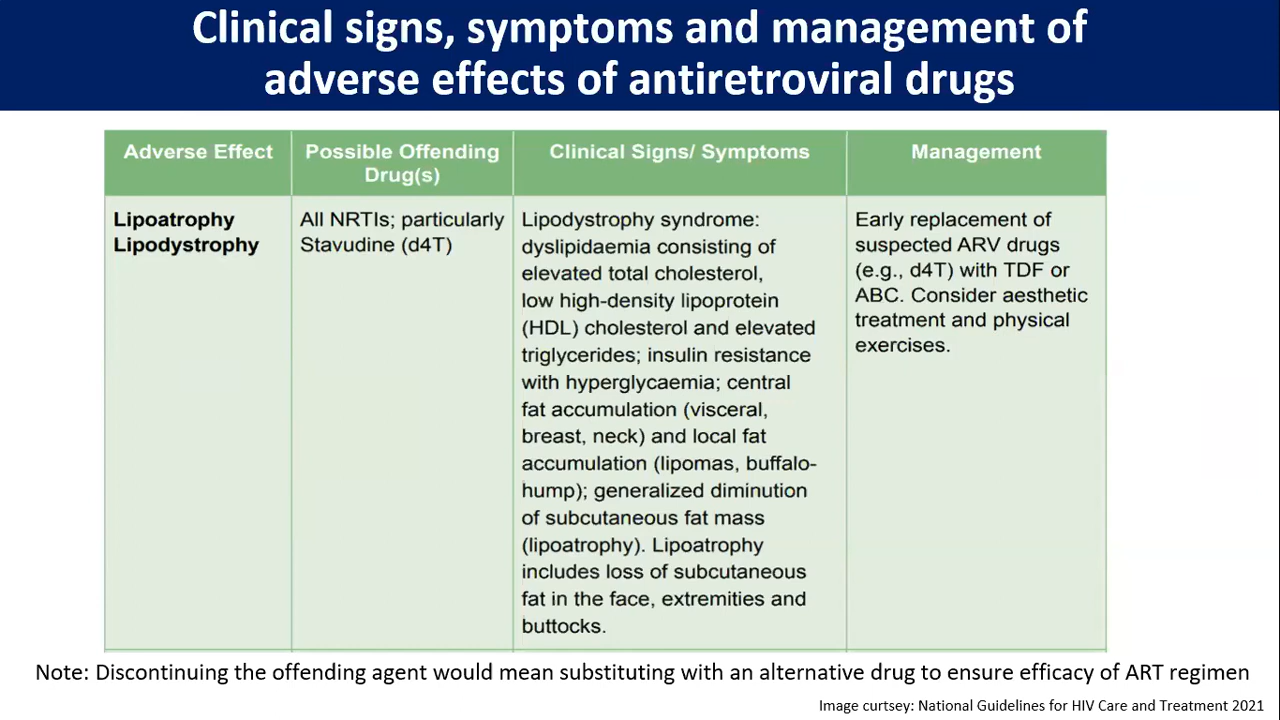 Clinical signs, symptoms and management of
adverse effects of antiretroviral drugs
Adverse Effect
Possible Offending
Drug(s)
Clinical Signs/ Symptoms
Management
Lipoatrophy
Lipodystrophy
All NRTIs; particularly
Stavudine (d4T)
Lipodystrophy syndrome:
dyslipidaemia consisting of
elevated total cholesterol,
low high-density lipoprotein
(HDL) cholesterol and elevated
triglycerides; insulin resistance
with hyperglycaemia; central
fat accumulation (visceral,
breast, neck) and local fat
accumulation (lipomas, buffalo-
hump); generalized diminution
of subcutaneous fat mass
(lipoatrophy). Lipoatrophy
includes loss of subcutaneous
fat in the face, extremities and
buttocks.
Early replacement of
suspected ARV drugs
(e.g., d4T) with TDF or
ABC. Consider aesthetic
treatment and physical
exercises.
Note: Discontinuing the offending agent would mean substituting with an alternative drug to ensure efficacy of ART regimen
Image curtsey: National Guidelines for HIV Care and Treatment 2021